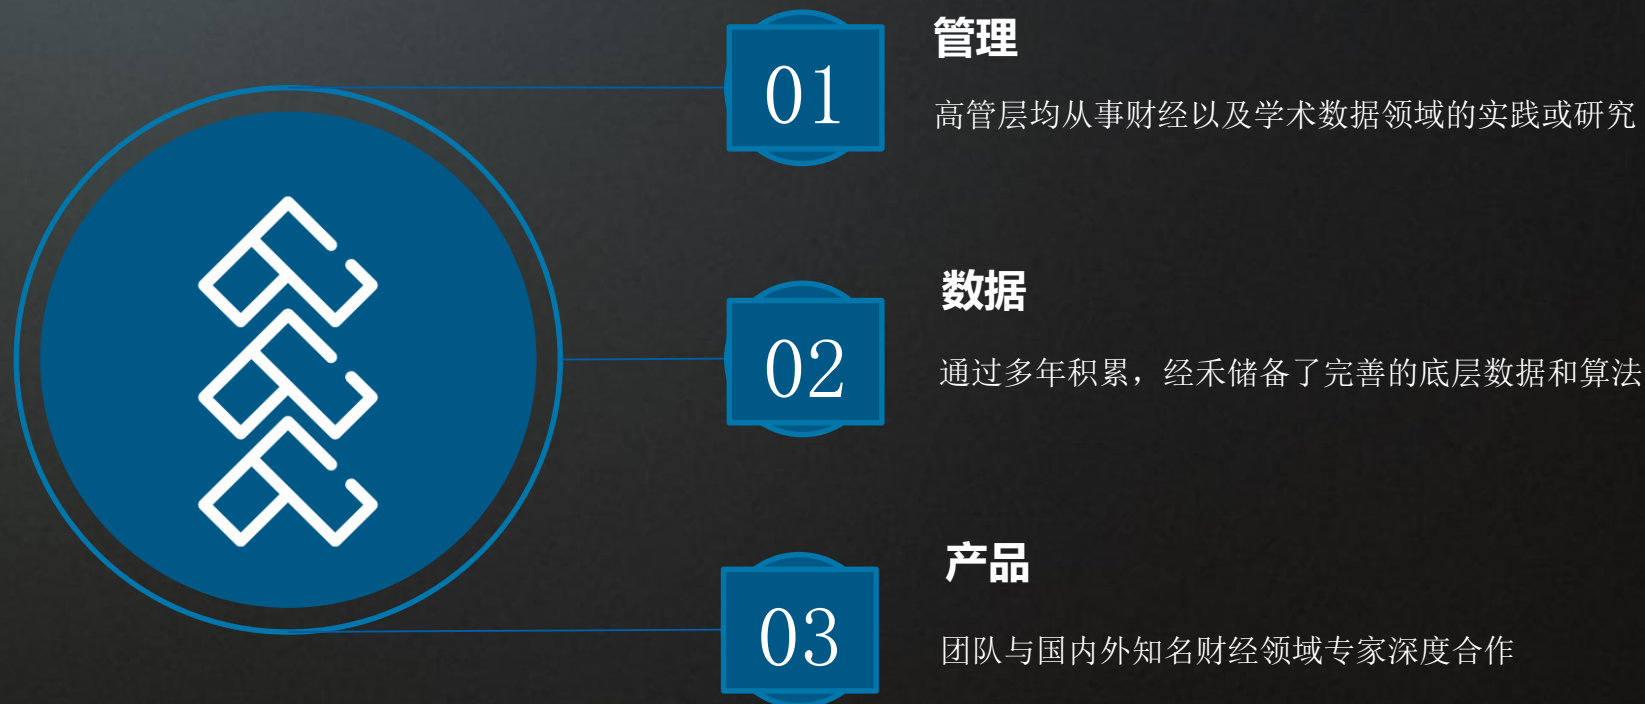 01
管理
高管层均从事财经以及学术数据领域的实践或研究
02
数据
通过多年积累，经禾储备了完善的底层数据和算法
03
产品
团队与国内外知名财经领域专家深度合作